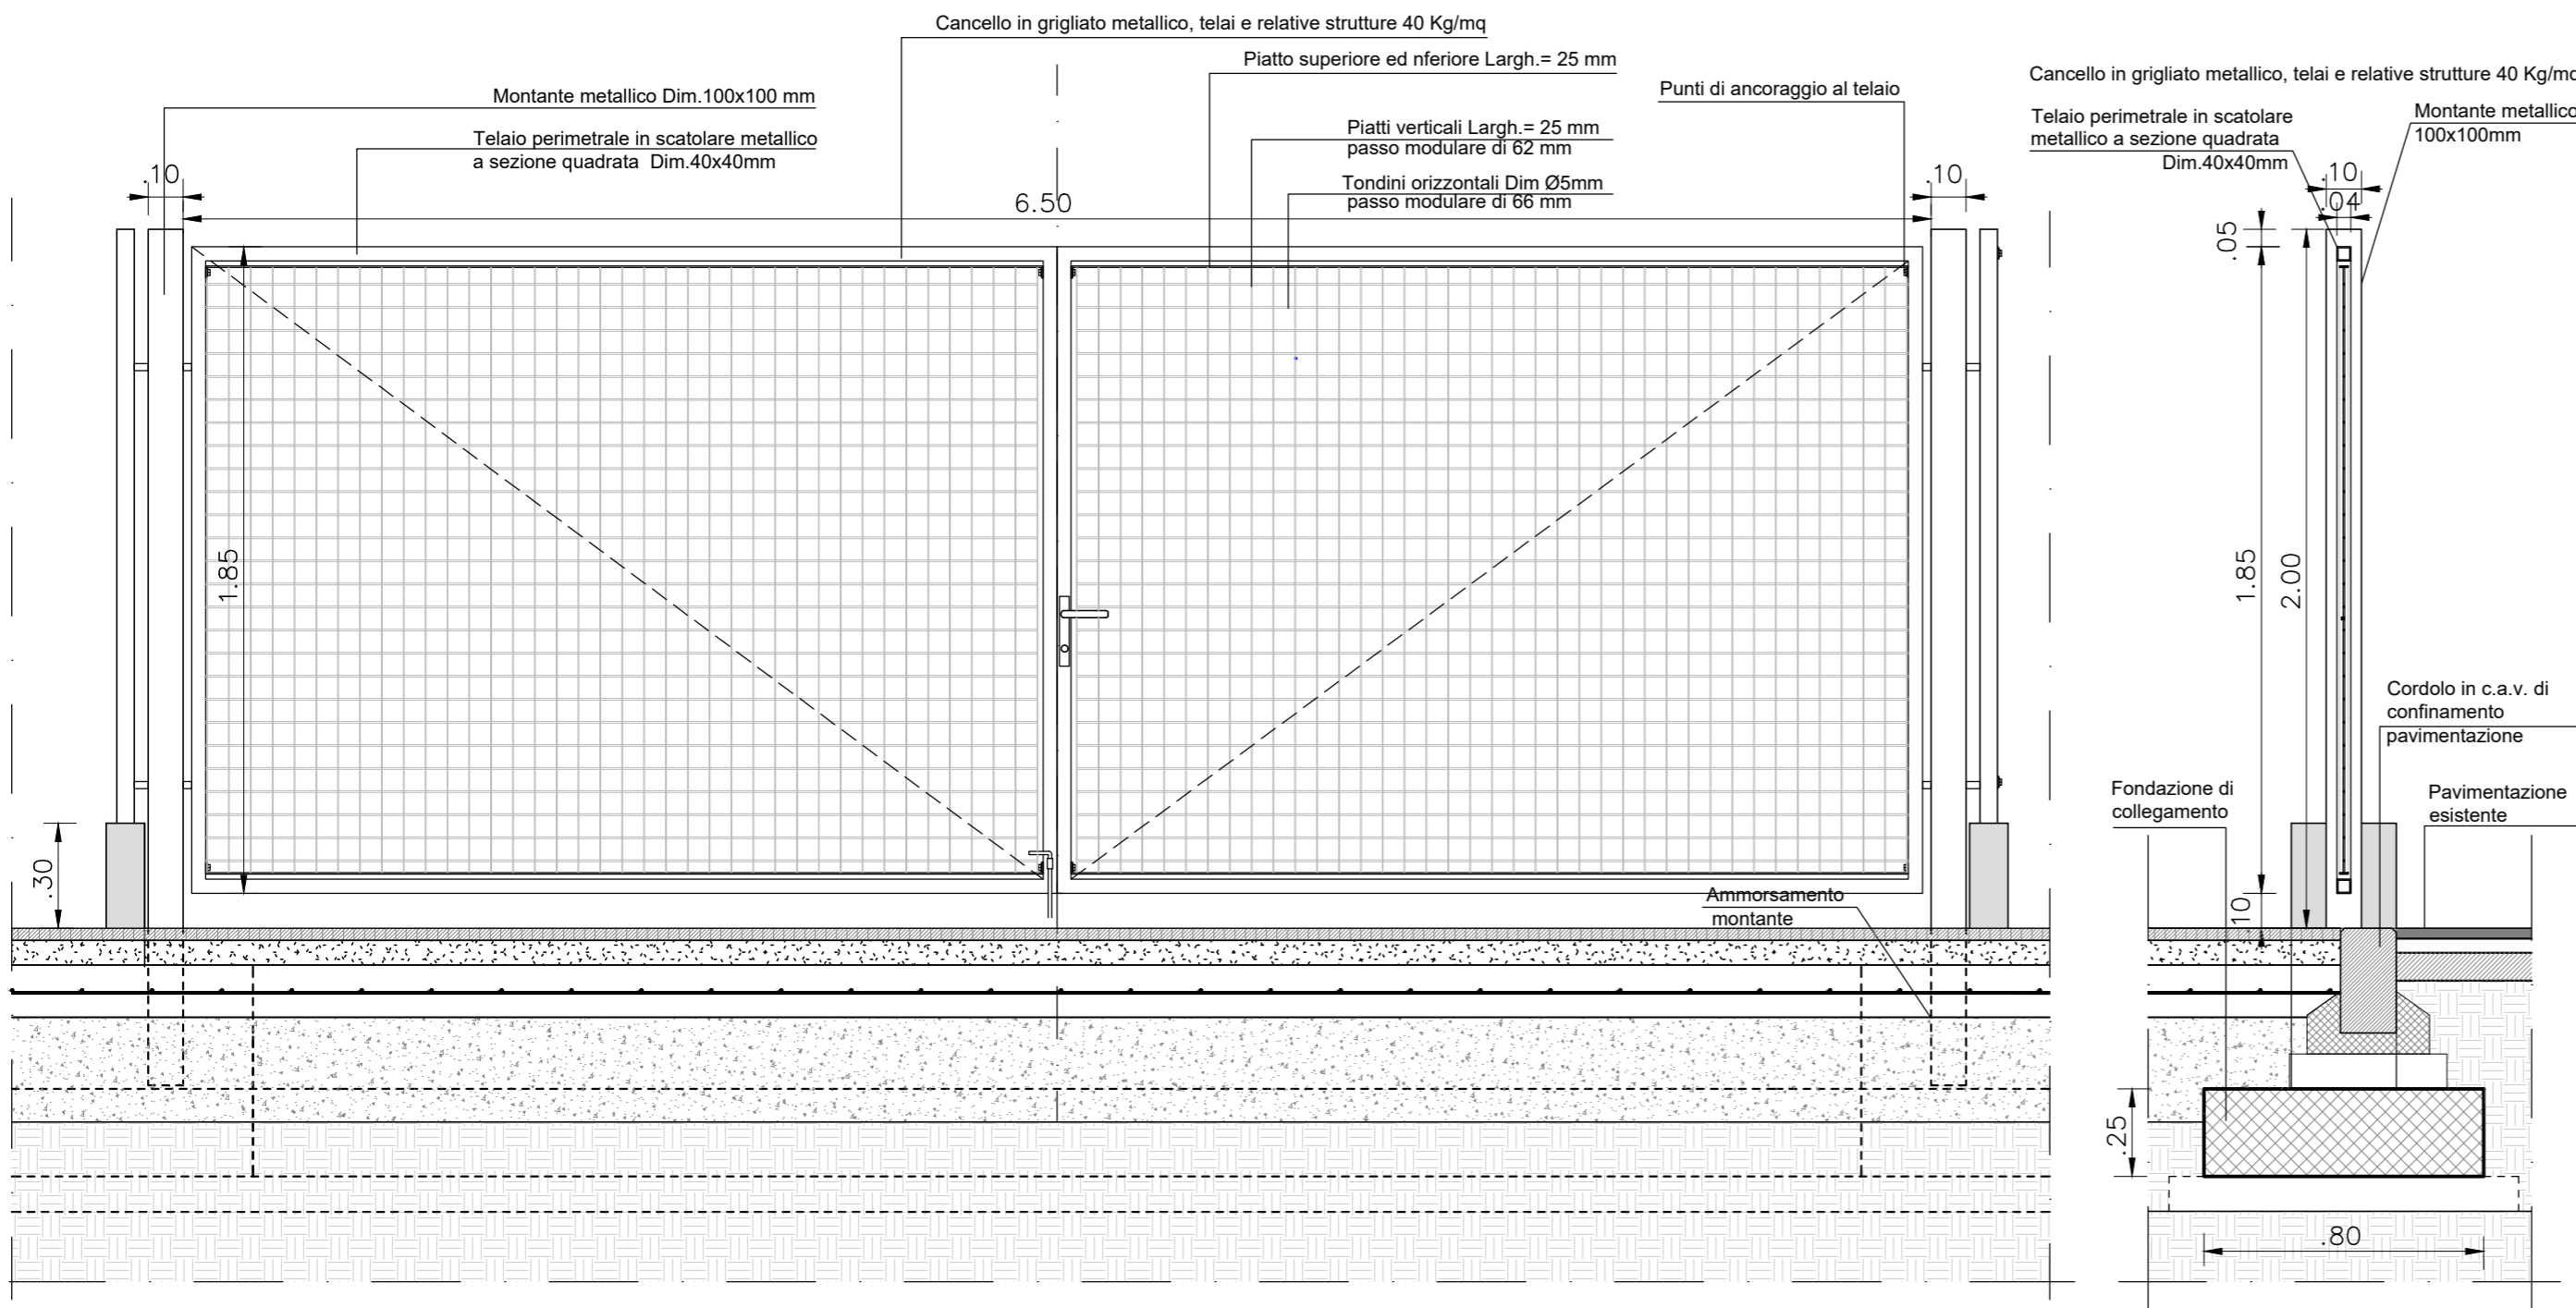 Cancello in grigliato metallico, telai e relative strutture 40 Kg/mq
Piatto superiore ed nferiore Largh.= 25 mm
Punti di ancoraggio al telaio
Montante metallico Dim.100x100 mm
Telaio perimetrale in scatolare metallico
a sezione quadrata Dim.40x40mm
Piatti verticali Largh.= 25 mm
passo modulare di 62 mm
Tondini orizzontali Dim Ø5mm
passo modulare di 66 mm
.10
6.50
.10
1.85
.30
Ammorsamento
montante
Cancello in grigliato metallico, telai e relative strutture 40 Kg/mq
Telaio perimetrale in scatolare
metallico a sezione quadrata
Dim.40x40mm
Montante metallico
100x100mm
.10
.04
.05
1.85
2.00
.10
Cordolo in c.a.v. di
confinamento
pavimentazione
Fondazione di
collegamento
Pavimentazione
esistente
.25
.80